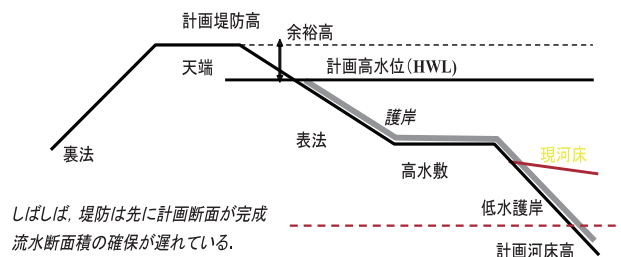 計画堤防高
余裕高
天端
計画高水位(HWL)
護岸
裏法
表法
現河床
高水敷
低水護岸
しばしば, 堤防は先に計画断面が完成
流水断面積の確保が遅れている.
計画河床高